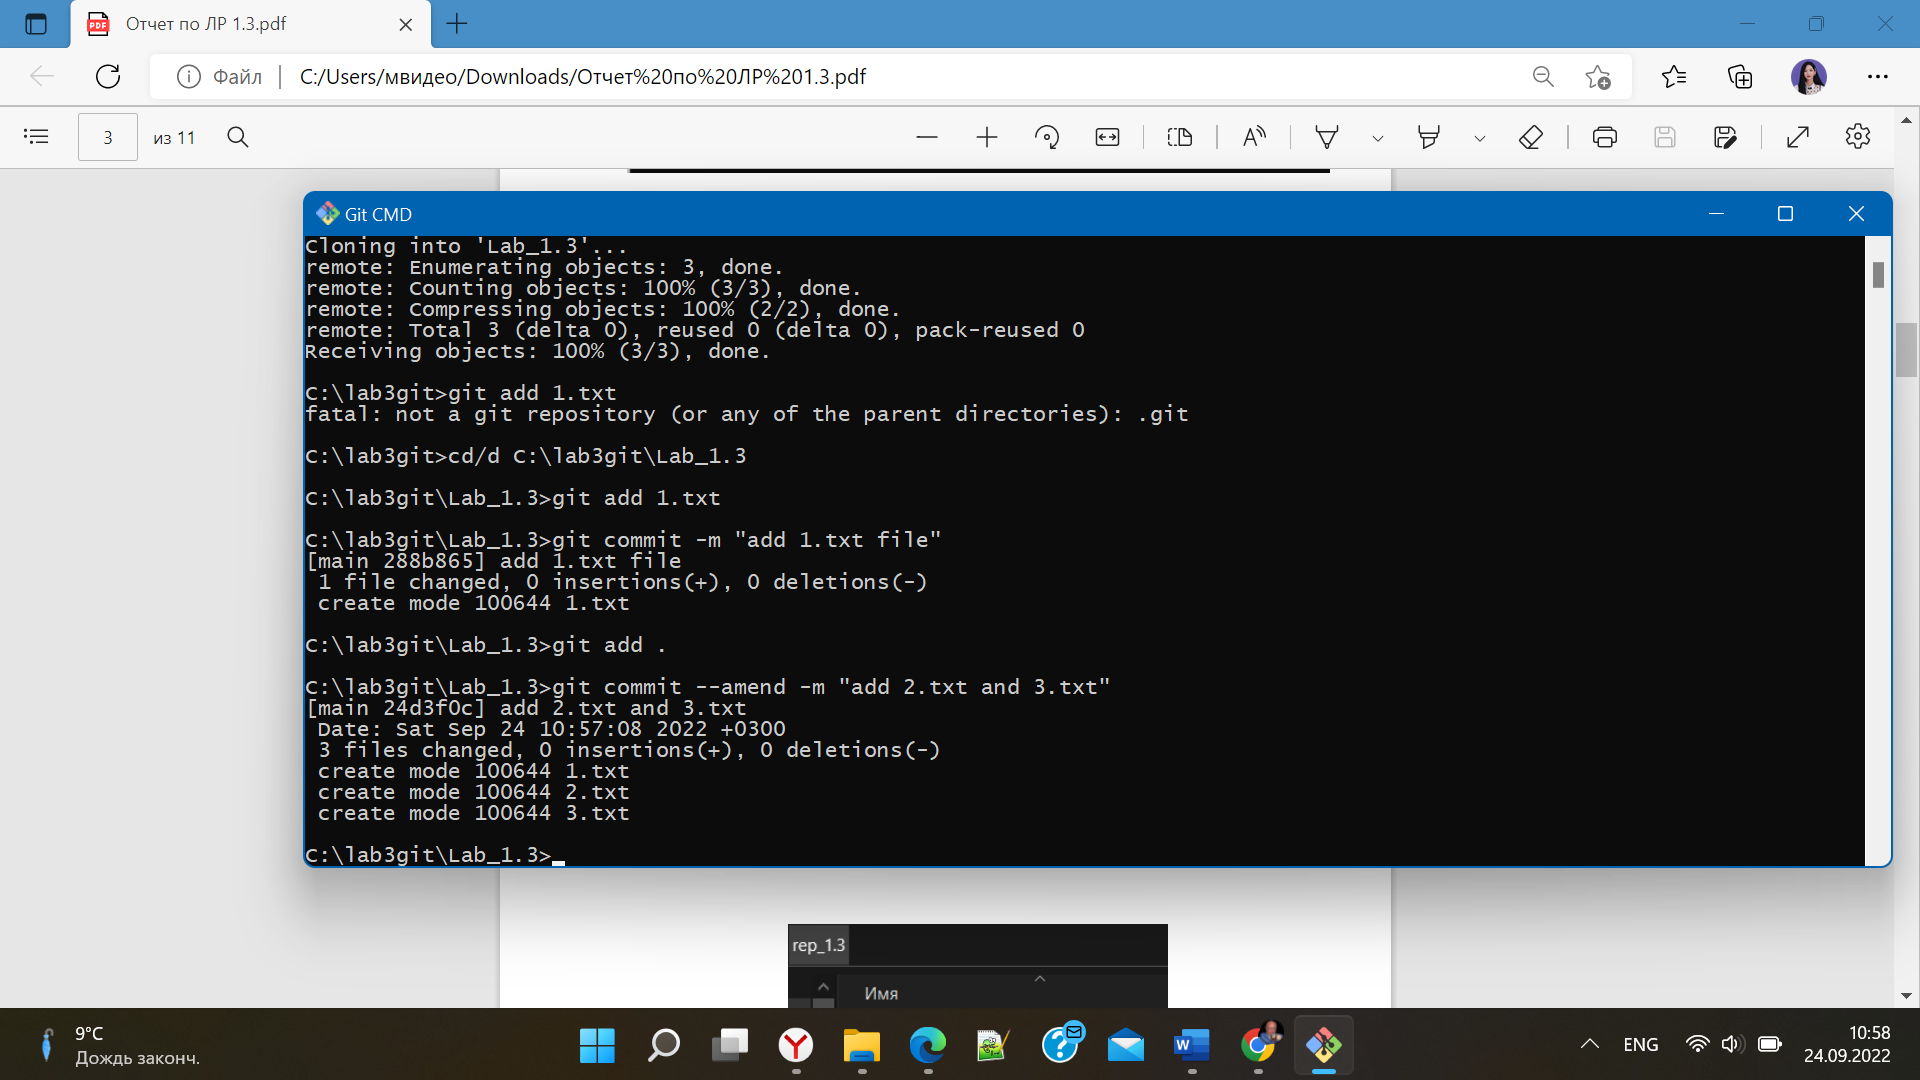 Отчет по ЛР 1.3.pdf
Файл
C:/Users/мвидео/Downloads/Отчет%20по%20ЛР%201.3.pdf
3
из 11
Git CMD
Cloning into 'Lab_1.3'...
remote: Enumerating objects: 3, done.
remote: Counting objects: 100% (3/3), done.
remote: Compressing objects: 100% (2/2), done.
remote: Total 3 (delta 0), reused 0 (delta 0), pack-reused 0
Receiving objects: 100% (3/3), done.
C:\lab3git>git add 1.txt
fatal: not a git repository (or any of the parent directories): .git
C:\lab3git>cd/d C:\lab3git\Lab_1.3
C:\lab3git\Lab_1.3>git add 1.txt
C:\lab3git\Lab_1.3>git commit -m "add 1.txt file"
[main 288b865] add 1.txt file
1 file changed, 0 insertions(+), 0 deletions(-)
create mode 100644 1.txt
C:\lab3git\Lab_1.3>git add .
C:\lab3git\Lab_1.3>git commit --amend -m "add 2.txt and 3.txt"
[main 24d3f0c] add 2.txt and 3.txt
Date: Sat Sep 24 10:57:08 2022 +0300
3 files changed, 0 insertions(+), 0 deletions(-)
create mode 100644 1.txt
create mode 100644 2.txt
create mode 100644 3.txt
C:\lab3git\Lab_1.3>
rep_1.3
Имя
9°C
Дождь законч.
ENG
10:58
24.09.2022